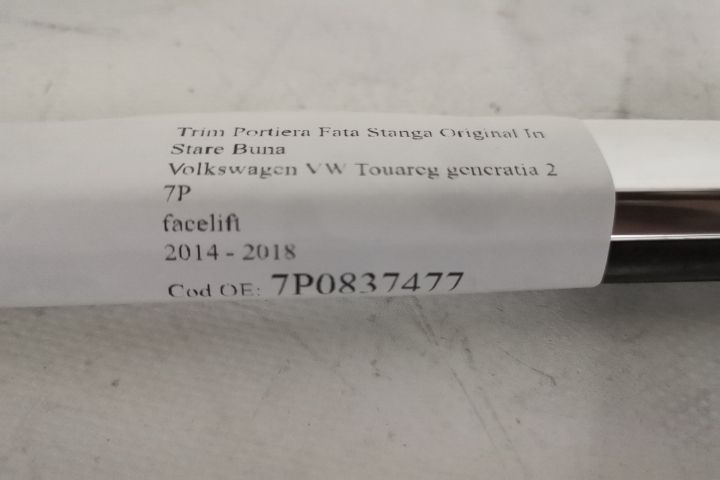 Trim Portiera Fata Stanga Original In
Stare Buna
Volkswagen VW Touareg generatia 2
7P
facelift
2014 - 2018
Cod OE: 7P0837477